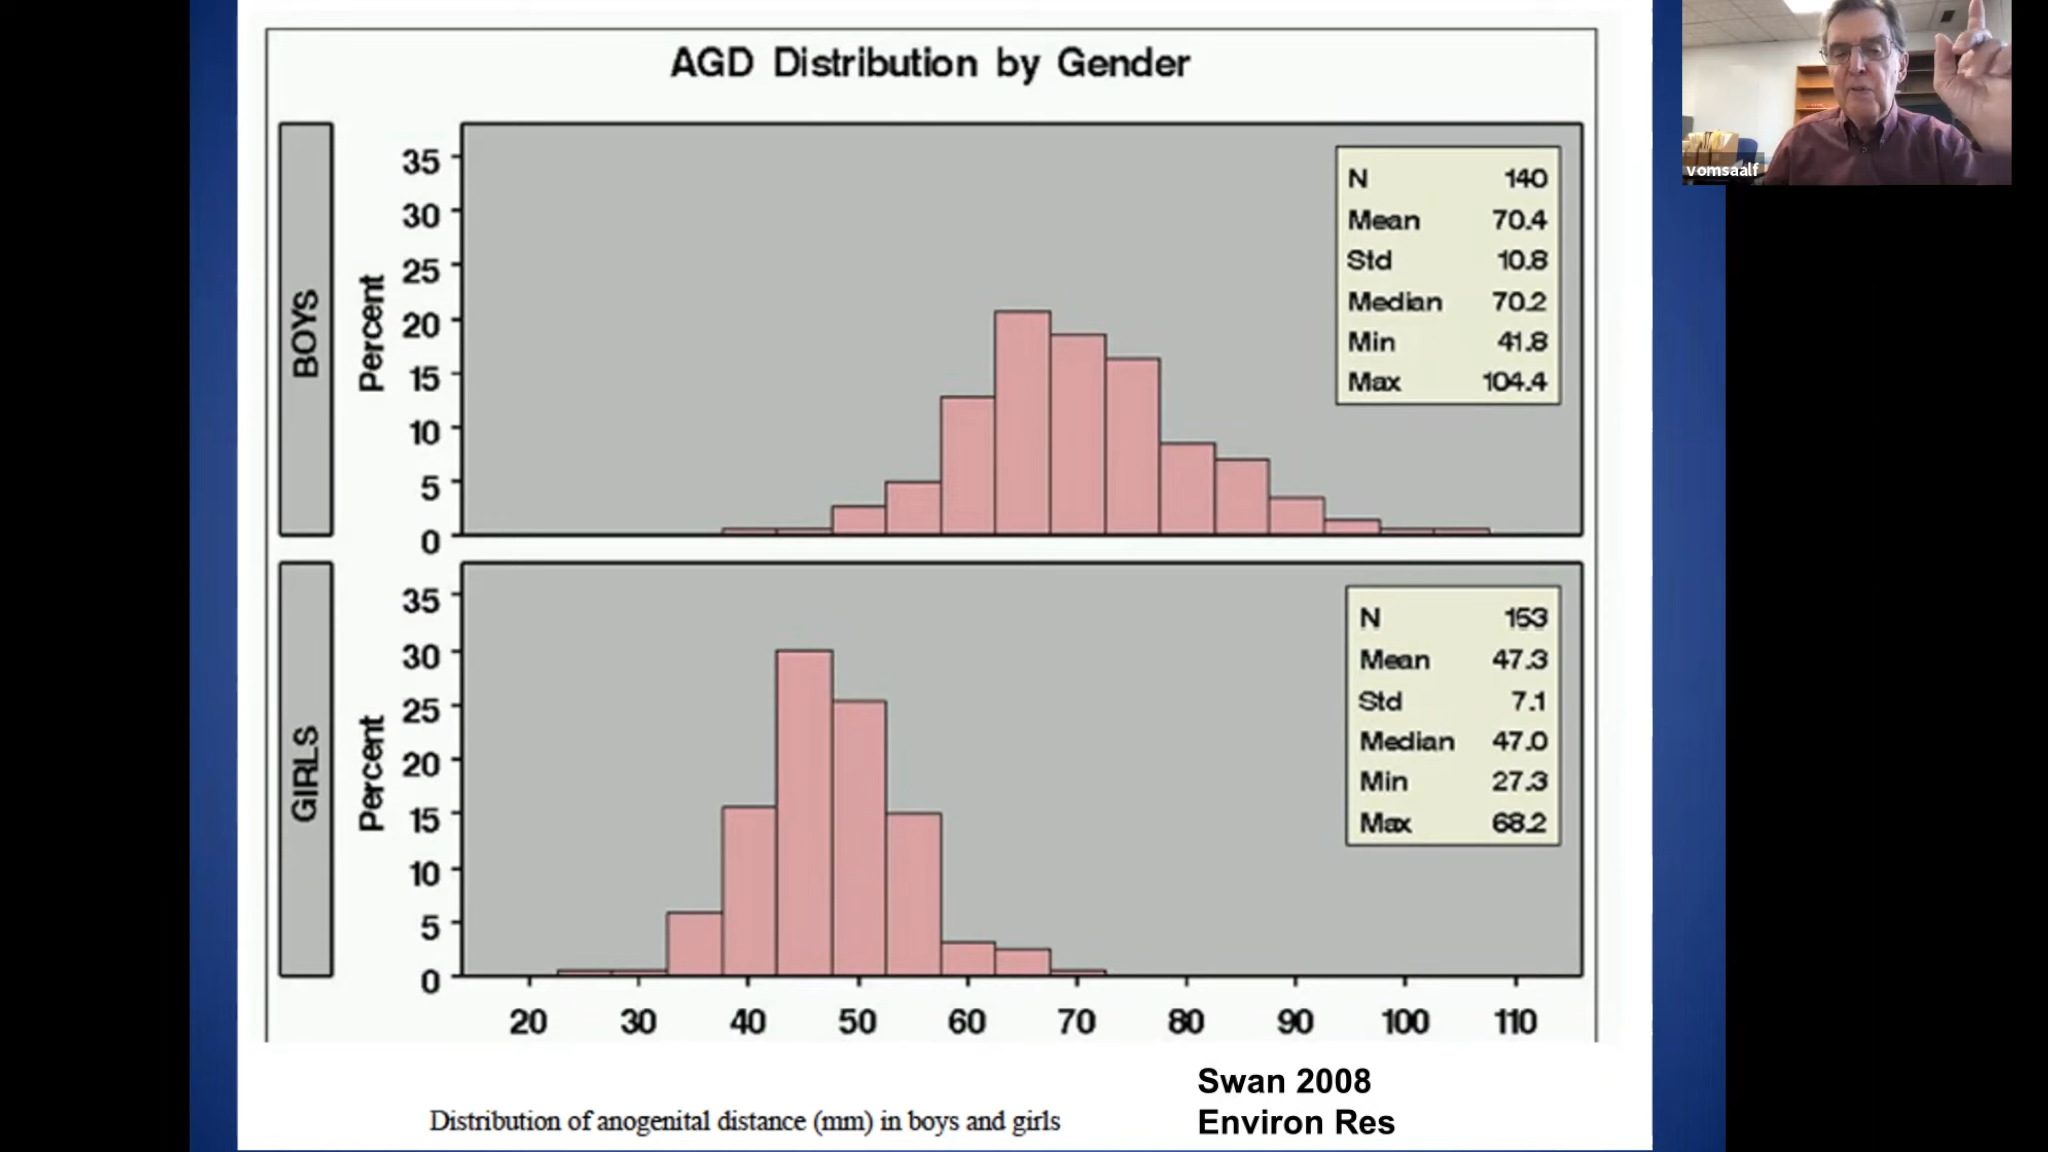 AGD Distribution by Gender
BOYS
Percent
35
30
25
20
15
10
5
0
N 140
Mean 70.4
Std 10.8
Median 70.2
Min 41.8
Max 104.4
GIRLS
Percent
35
30
25
20
15
10
5
0
N 153
Mean 47.3
Std 7.1
Median 47.0
Min 27.3
Max 68.2
20 30 40 50 60 70 80 90 100 110
Distribution of anogenital distance (mm) in boys and girls
Swan 2008
Environ Res
vomsaalf